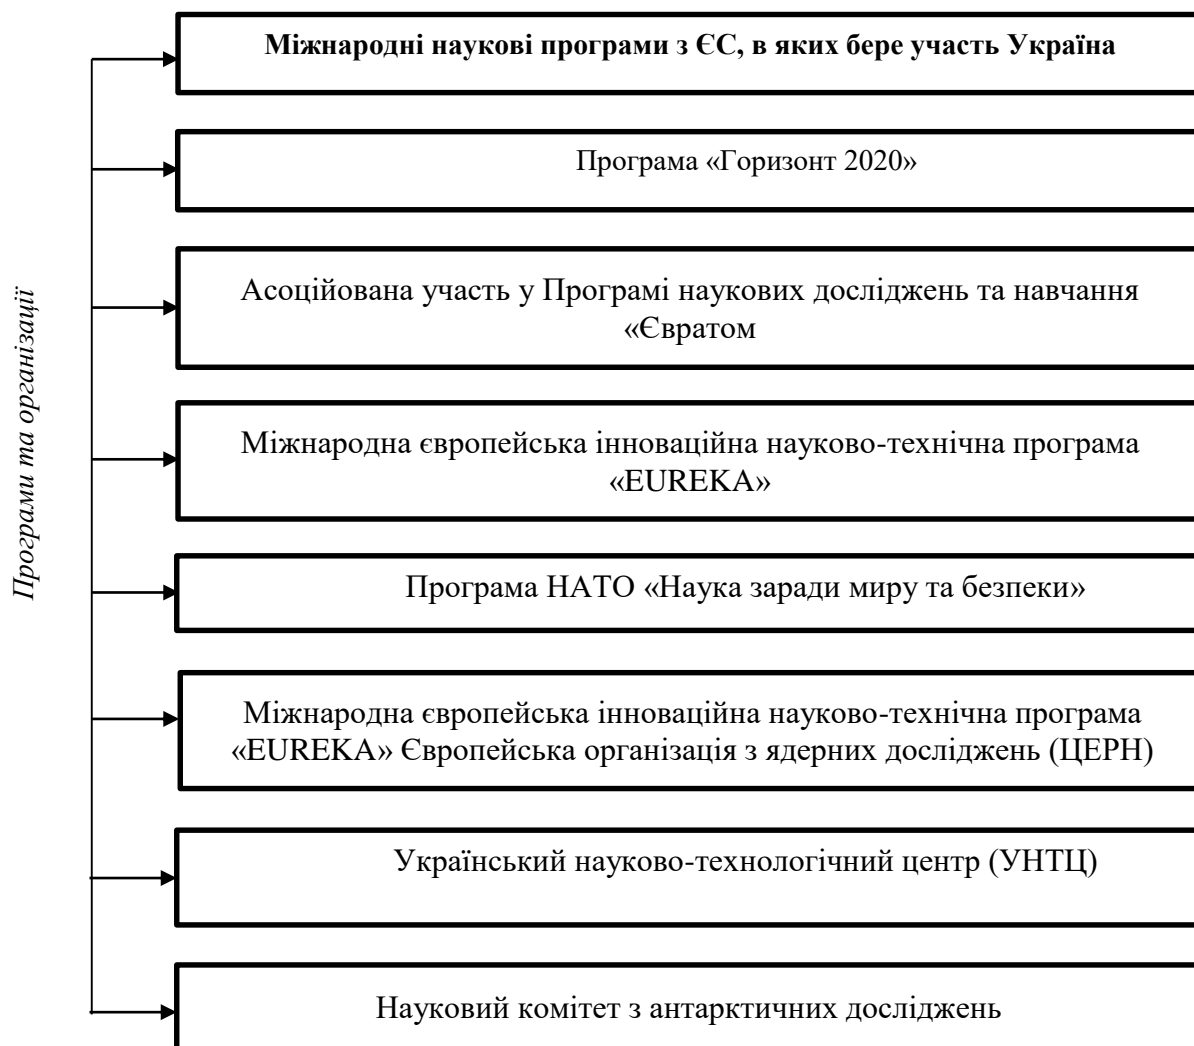 Міжнародні наукові програми з ЄС, в яких бере участь Україна
Програма «Горизонт 2020»
Асоційована участь у Програмі наукових досліджень та навчання
«Євратом
Міжнародна європейська інноваційна науково-технічна програма
«EUREKA»
Програма НАТО «Наука заради миру та безпеки»
Міжнародна європейська інноваційна науково-технічна програма
«EUREKA» Європейська організація з ядерних досліджень (ЦЕРН)
Український науково-технологічний центр (УНТЦ)
Науковий комітет з антарктичних досліджень
Програми та організації